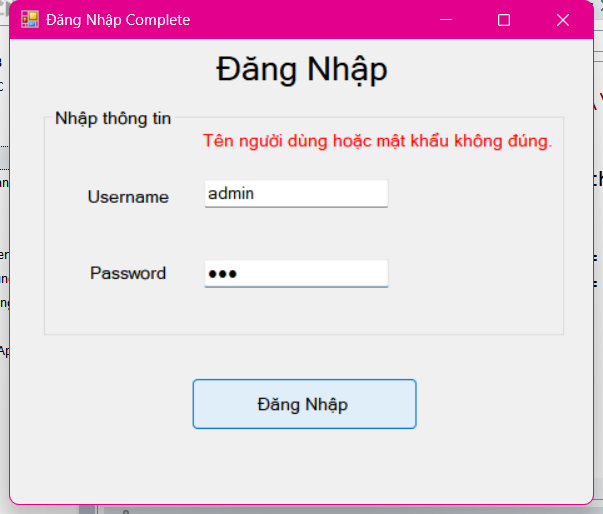 Đăng Nhập Complete
Đăng Nhập
Nhập thông tin
Tên người dùng hoặc mật khẩu không đúng.
Username
admin
Password
●●●
Đăng Nhập